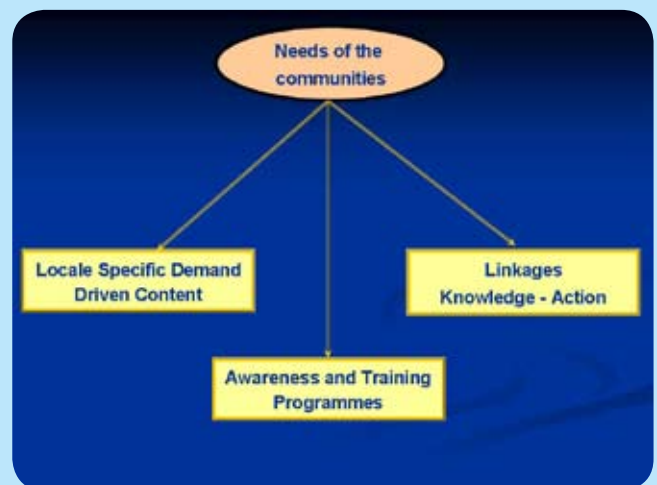 Needs of the
communities
Locale Specific Demand
Driven Content
Linkages
Knowledge - Action
Awareness and Training
Programmes